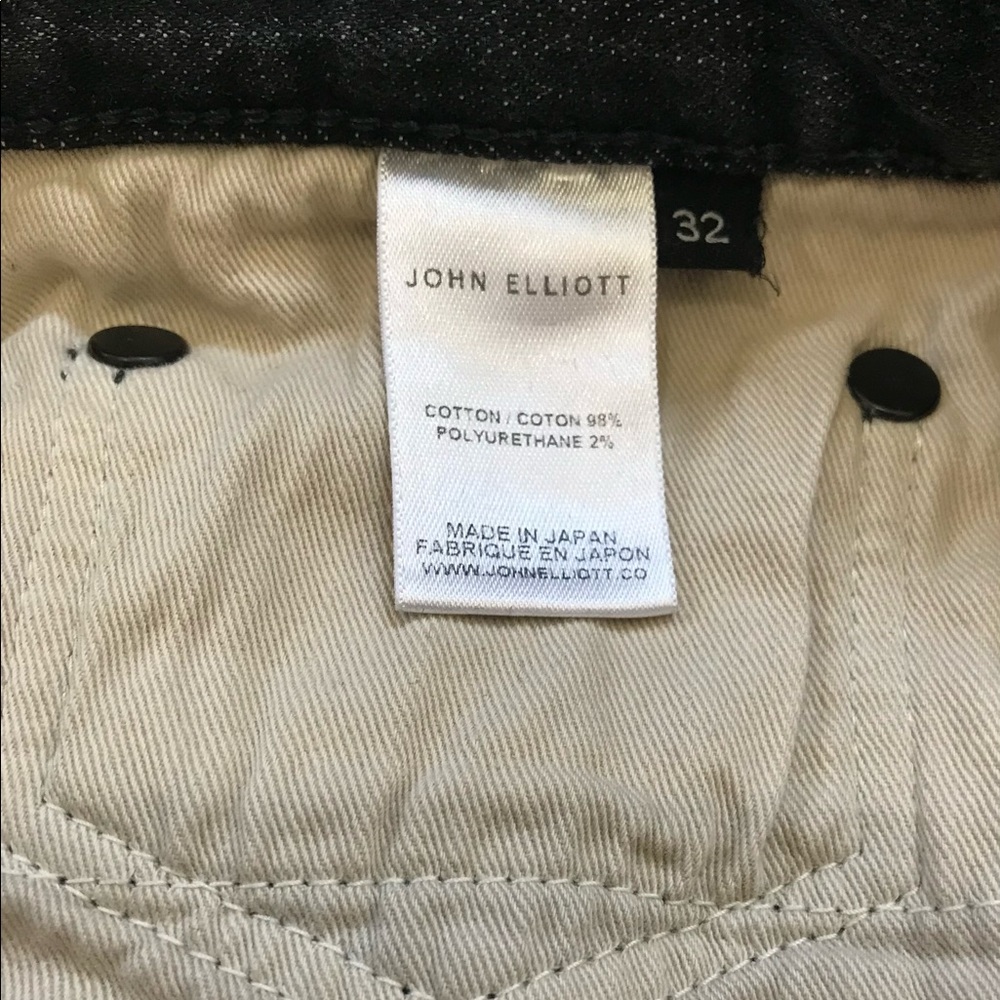 32
JOHN ELLIOTT
COTTON / COTON 98%
POLYURETHANE 2%
MADE IN JAPAN
FABRIQUE EN JAPON
WWW.JOHNELLIOTT.CO